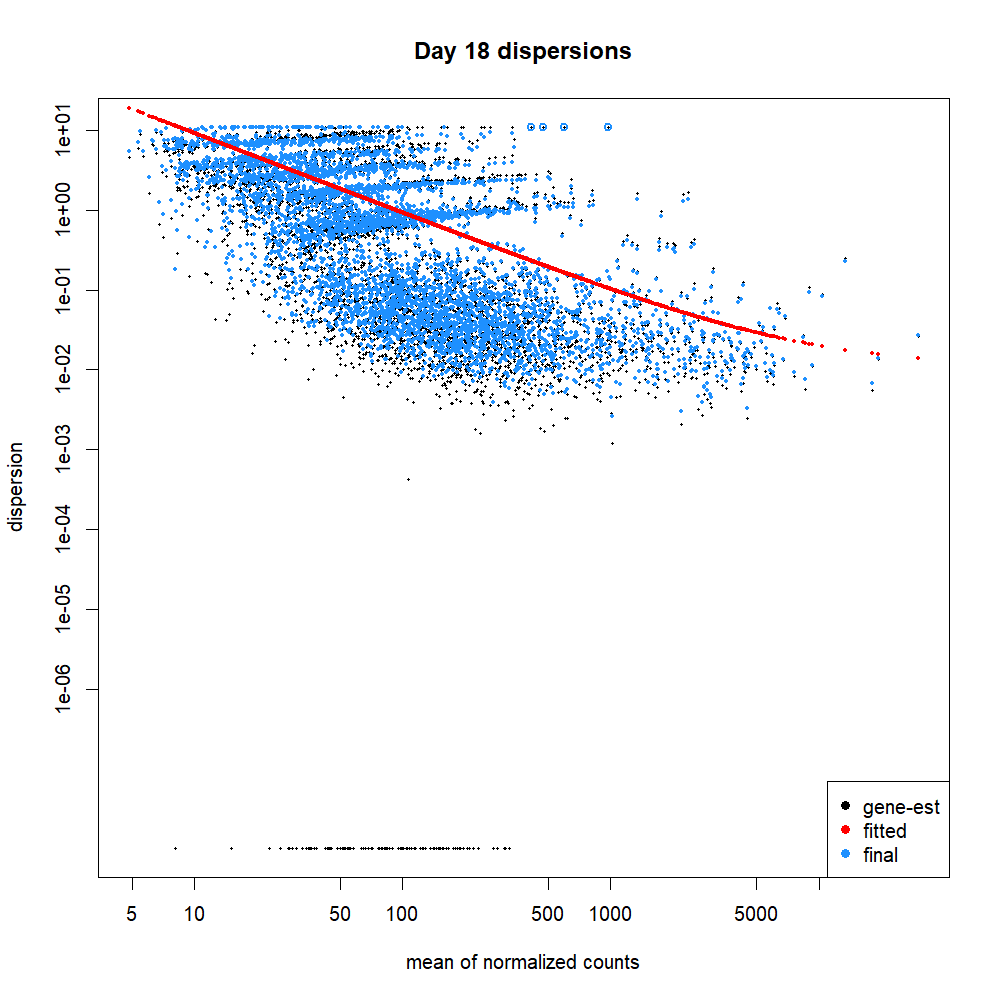 Day 18 dispersions
dispersion
1e+01
1e+00
1e-01
1e-02
1e-03
1e-04
1e-05
1e-06
gene-est
fitted
final
5 10 50 100 500 1000 5000
mean of normalized counts